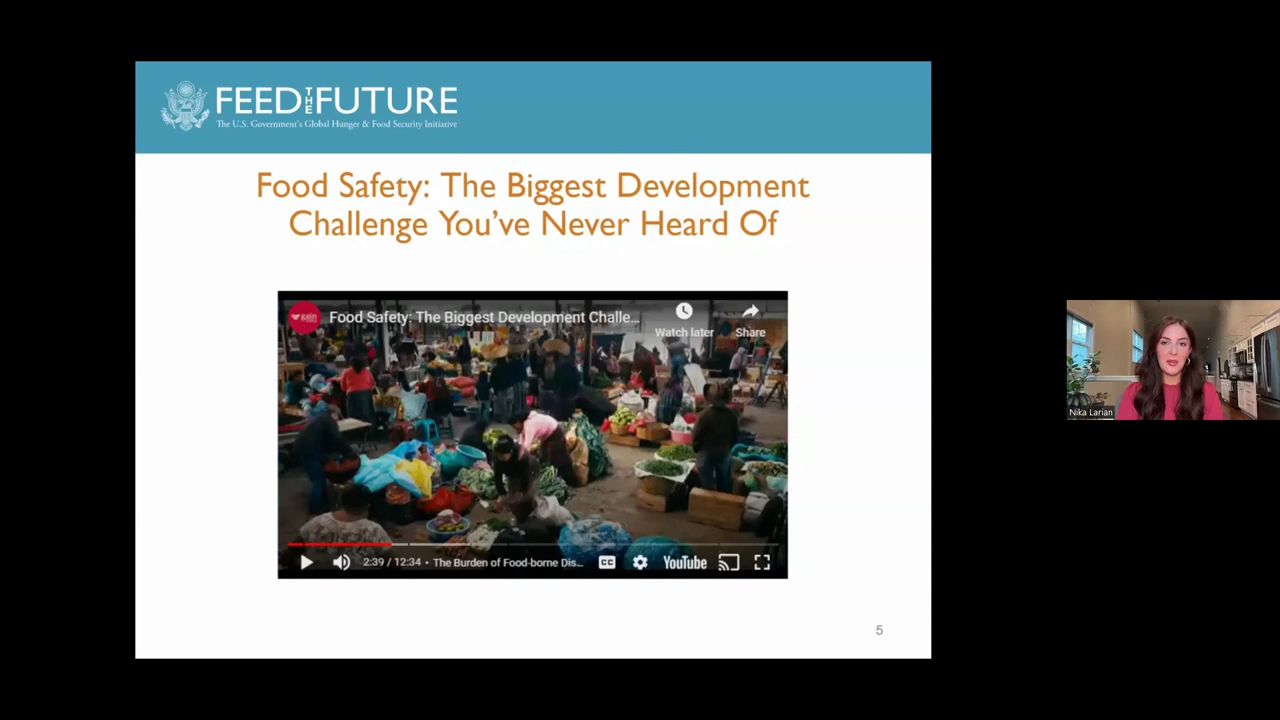 FEED THE FUTURE
The U.S. Government's Global Hunger & Food Security Initiative
Food Safety: The Biggest Development
Challenge You've Never Heard Of
gain
Food Safety: The Biggest Development Challe...
Watch later
Share
2:39 / 12:34 • The Burden of Food-borne Dis...
CC
YouTube
5
Nika Larian